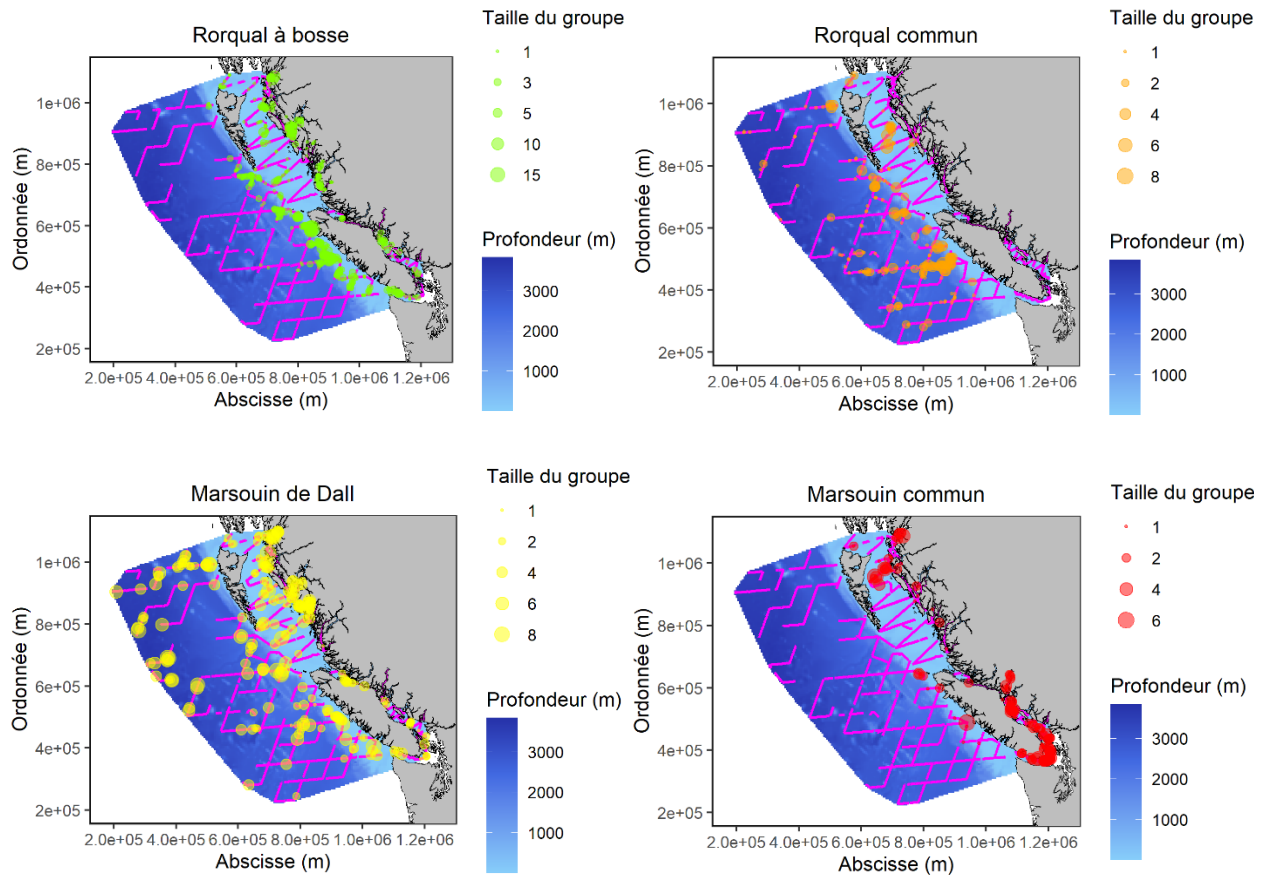 Rorqual à bosse
Taille du groupe
1
3
5
10
15
Profondeur (m)
3000
2000
1000
Ordonnée (m)
1e+06
8e+05
6e+05
4e+05
2e+05
2.0e+05 4.0e+05 6.0e+05 8.0e+05 1.0e+06 1.2e+06
Abscisse (m)
Rorqual commun
Taille du groupe
1
2
4
6
8
Profondeur (m)
3000
2000
1000
Ordonnée (m)
1e+06
8e+05
6e+05
4e+05
2e+05
2.0e+05 4.0e+05 6.0e+05 8.0e+05 1.0e+06 1.2e+06
Abscisse (m)
Marsouin de Dall
Taille du groupe
1
2
4
6
8
Profondeur (m)
3000
2000
1000
Ordonnée (m)
1e+06
8e+05
6e+05
4e+05
2e+05
2.0e+05 4.0e+05 6.0e+05 8.0e+05 1.0e+06 1.2e+06
Abscisse (m)
Marsouin commun
Taille du groupe
1
2
4
6
Profondeur (m)
3000
2000
1000
Ordonnée (m)
1e+06
8e+05
6e+05
4e+05
2e+05
2.0e+05 4.0e+05 6.0e+05 8.0e+05 1.0e+06 1.2e+06
Abscisse (m)